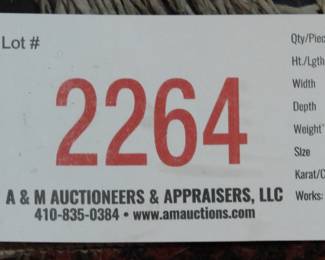 Lot #
2264
A & M AUCTIONEERS & APPRAISERS, LLC
410-835-0384 • www.amauctions.com
Qty/Piec
Ht./Lgth
Width
Depth
Weight
Size
Karat/C
Works: